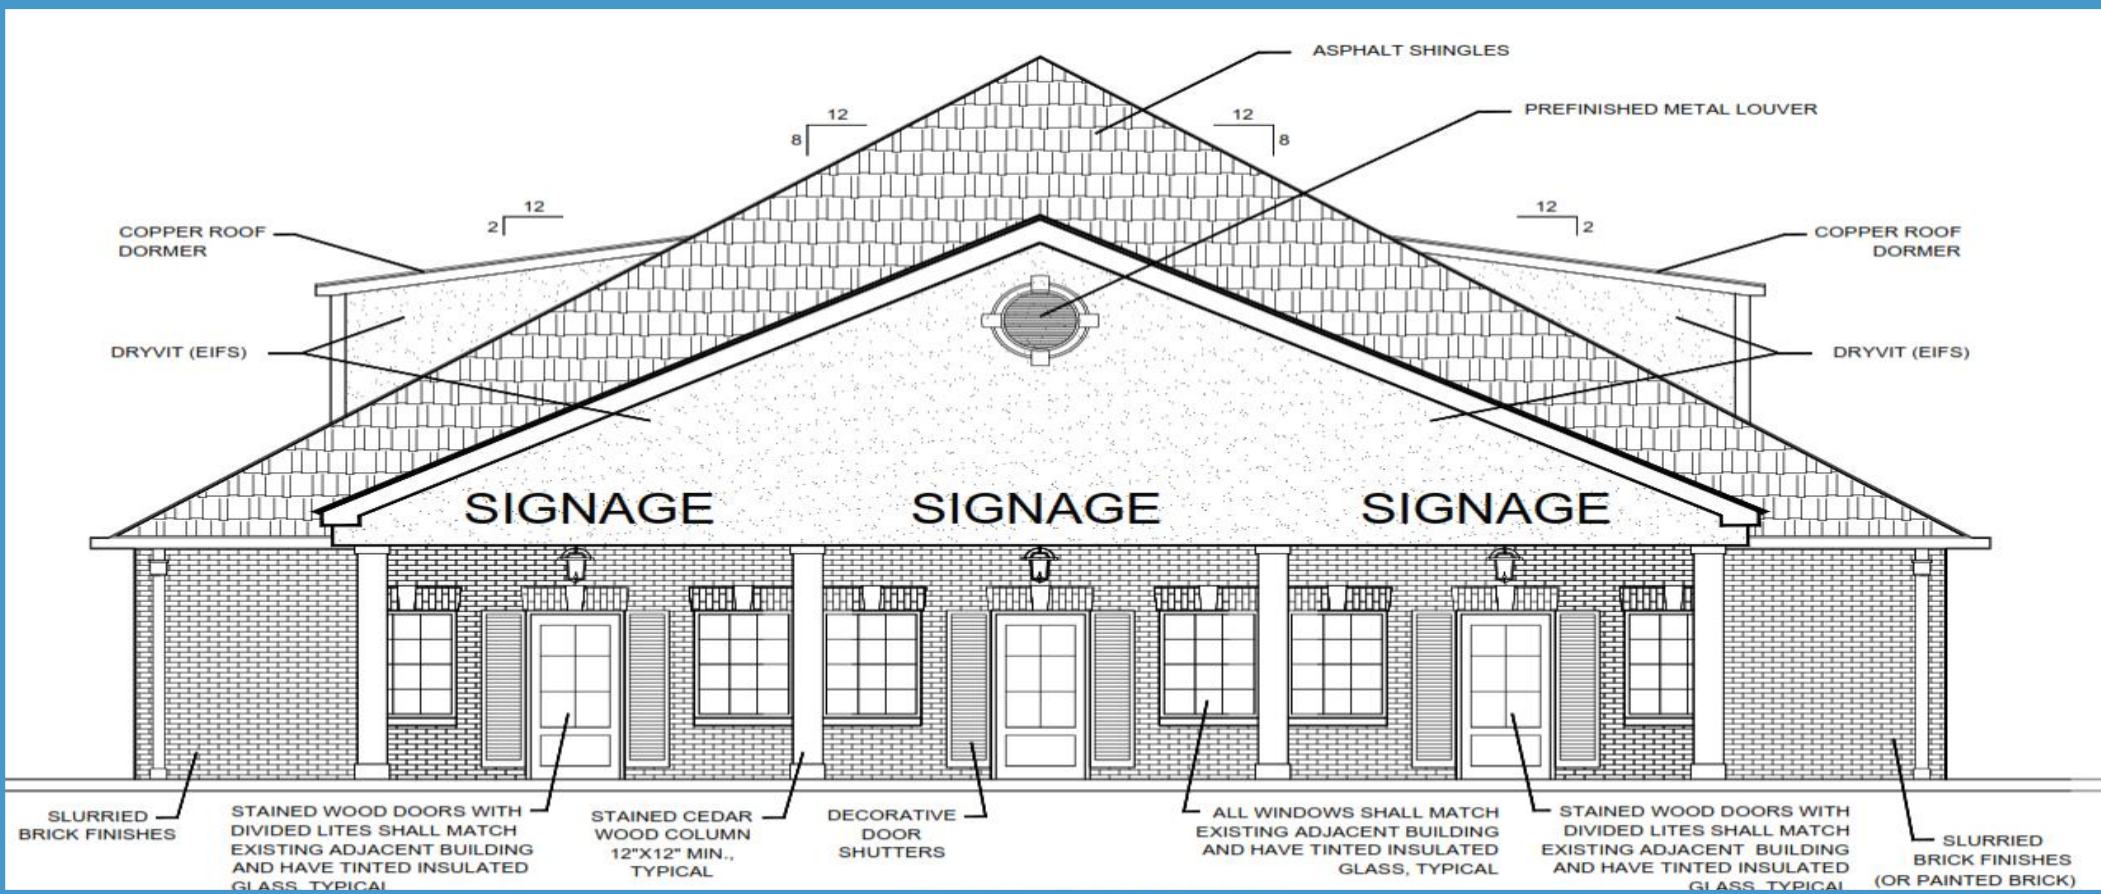 ASPHALT SHINGLES
PREFINISHED METAL LOUVER
12
8
12
8
12
2
12
2
COPPER ROOF
DORMER
COPPER ROOF
DORMER
DRYVIT (EIFS)
DRYVIT (EIFS)
SIGNAGE
SIGNAGE
SIGNAGE
SLURRIED
BRICK FINISHES
STAINED WOOD DOORS WITH
DIVIDED LITES SHALL MATCH
EXISTING ADJACENT BUILDING
AND HAVE TINTED INSULATED
GLASS, TYPICAL
STAINED CEDAR
WOOD COLUMN
12"X12" MIN.,
TYPICAL
DECORATIVE
DOOR
SHUTTERS
ALL WINDOWS SHALL MATCH
EXISTING ADJACENT BUILDING
AND HAVE TINTED INSULATED
GLASS, TYPICAL
STAINED WOOD DOORS WITH
DIVIDED LITES SHALL MATCH
EXISTING ADJACENT BUILDING
AND HAVE TINTED INSULATED
GLASS, TYPICAL
SLURRIED
BRICK FINISHES
(OR PAINTED BRICK)